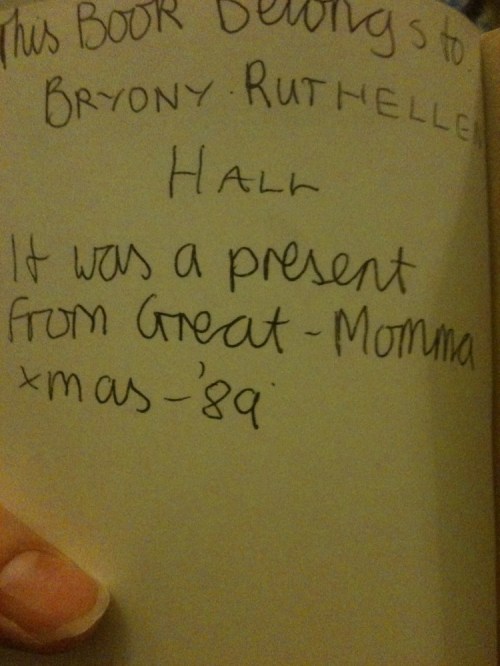 This Book Belongs to
BRYONY RUTHELLEN
HALL
It was a present
From Great-Momma
xmas-'89